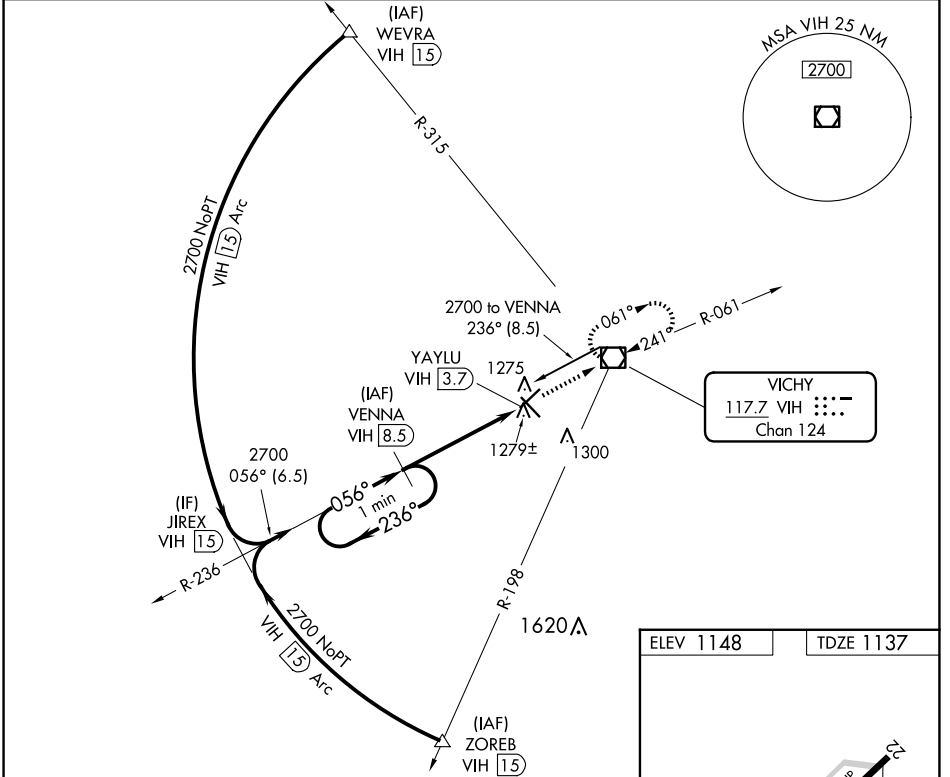 (IAF)
WEVRA
VIH 15
MSA VIH 25 NM
2700
R-315
2700 NoPT
VIH 15 Arc
2700 to VENNA
236° (8.5)
061°
241°
R-061
YAYLU
VIH 3.7
1275
VICHY
117.7 VIH
Chan 124
(IAF)
VENNA
VIH 8.5
1279±
1300
2700
056° (6.5)
056°
1 min
236°
(IF)
JIREX
VIH 15
R-236
R-198
2700 NoPT
VIH 15 Arc
1620
ELEV 1148
TDZE 1137
(IAF)
ZOREB
VIH 15
22